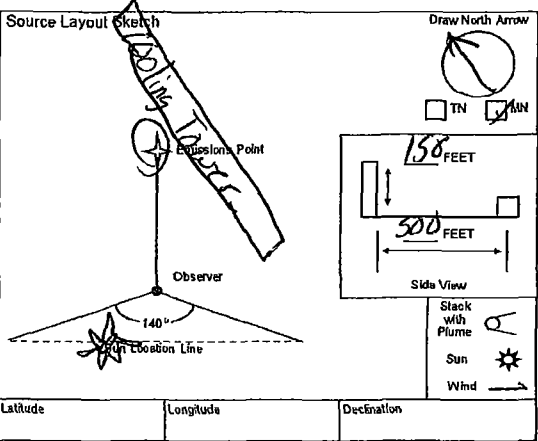 Source Layout Sketch
Draw North Arrow
TN
MN
Cooling Tower
Emissions Point
150 FEET
500 FEET
Side View
Observer
140°
Sun Location Line
Stack
with
Plume
Sun
Wind
Latitude
Longitude
Declination